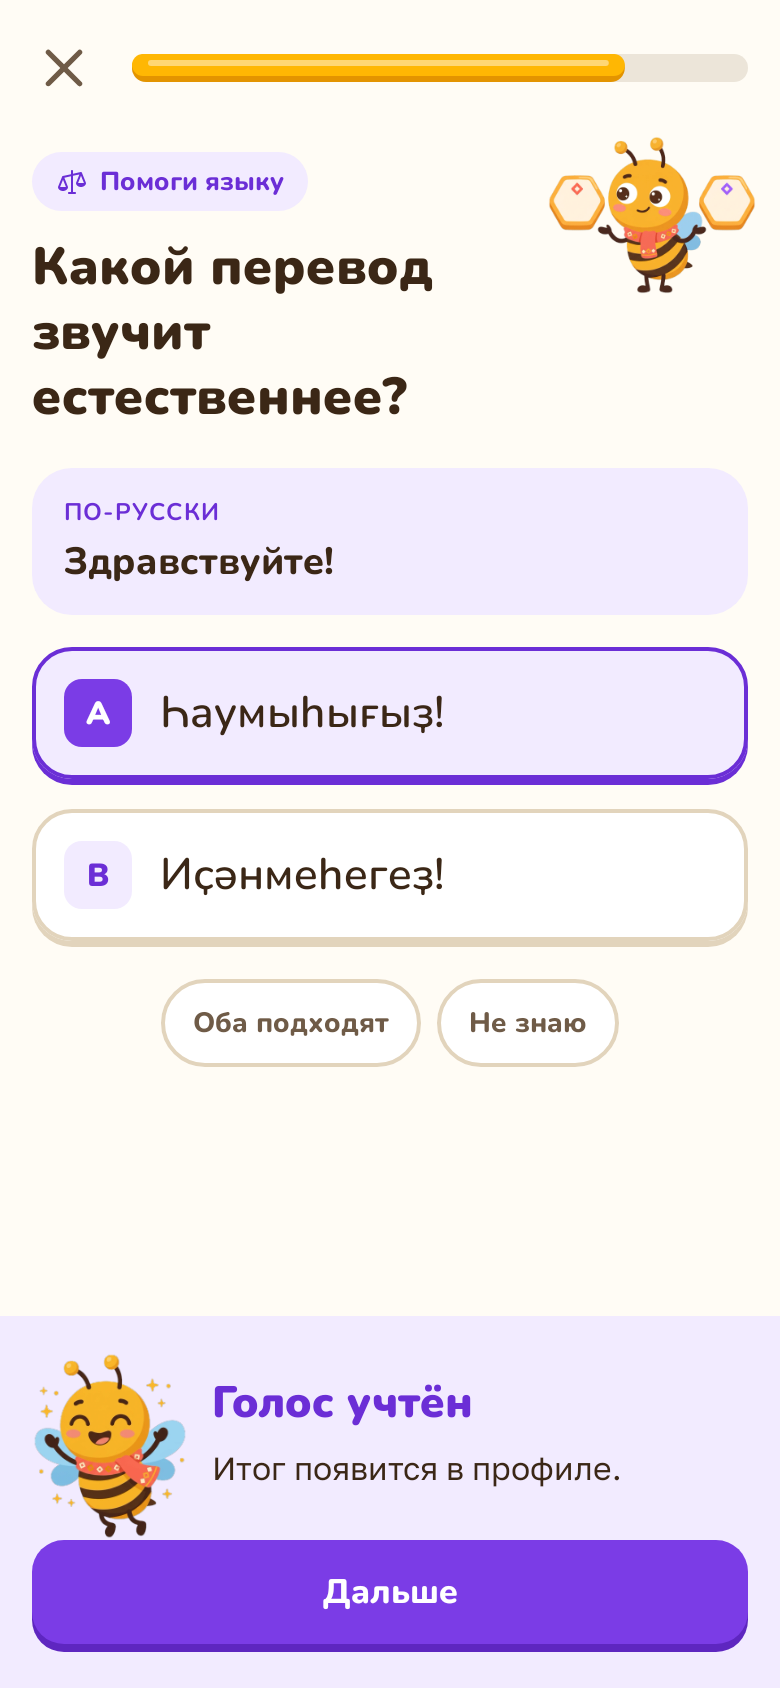 Помоги языку
Какой перевод
звучит
естественнее?
ПО-РУССКИ
Здравствуйте!
A
Һаумыһығыҙ!
B
Иҫәнмеһегеҙ!
Оба подходят
Не знаю
Голос учтён
Итог появится в профиле.
Дальше